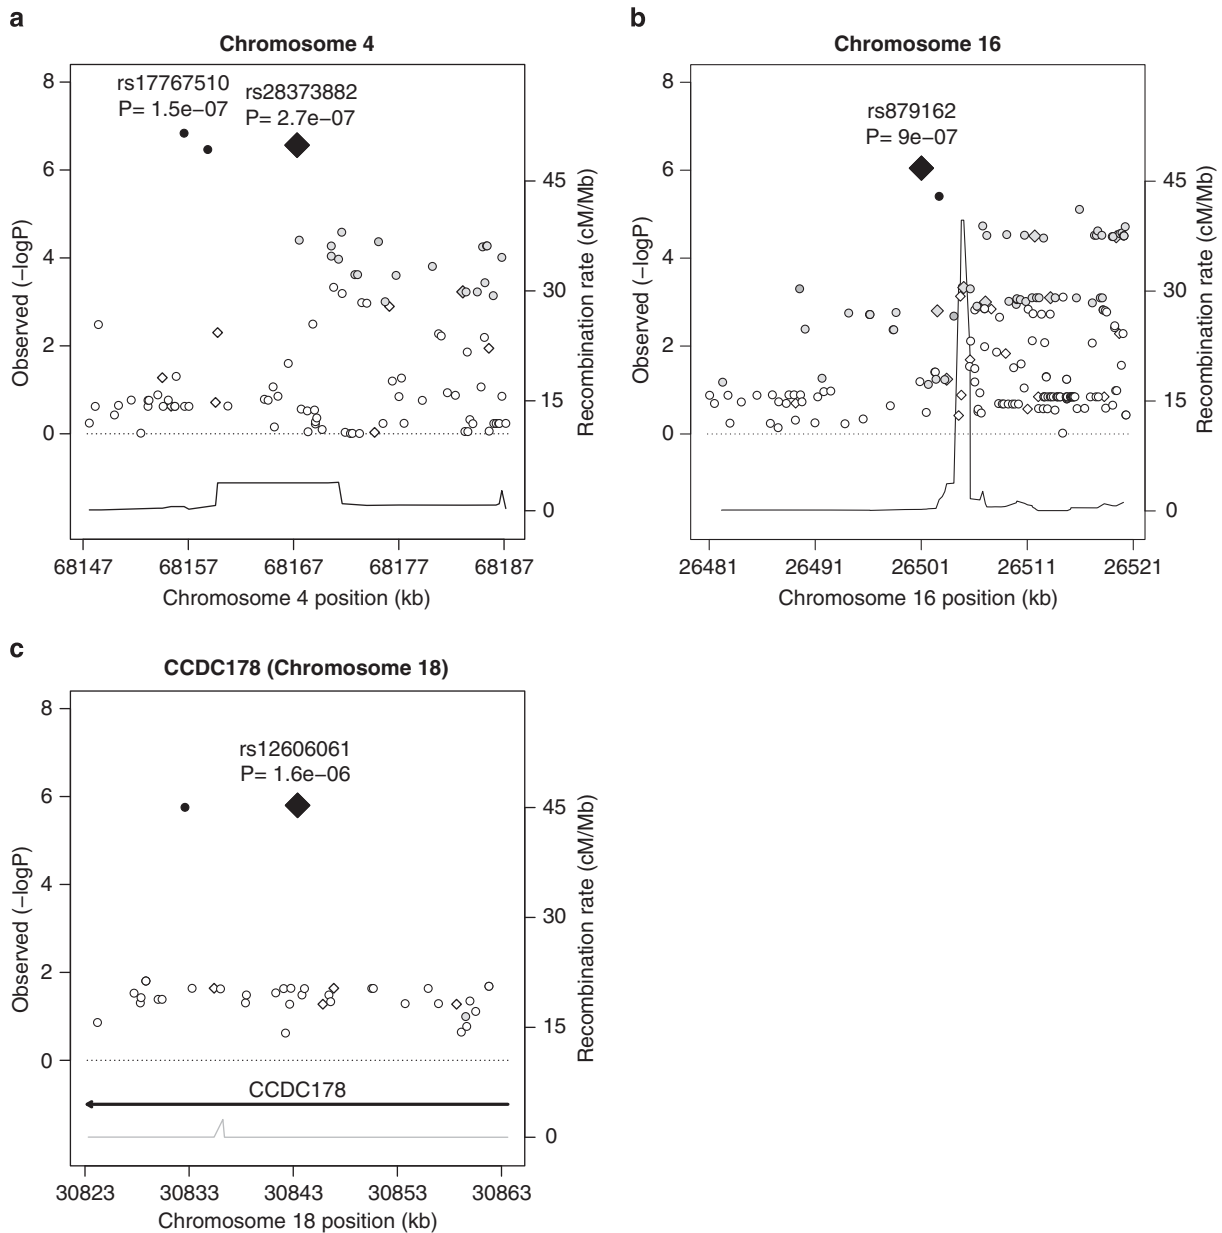 a
Chromosome 4
rs17767510
P= 1.5e−07
rs28373882
P= 2.7e−07
8
6
4
2
0
Observed (−logP)
45
30
15
0
Recombination rate (cM/Mb)
68147 68157 68167 68177 68187
Chromosome 4 position (kb)
b
Chromosome 16
rs879162
P= 9e−07
8
6
4
2
0
Observed (−logP)
45
30
15
0
Recombination rate (cM/Mb)
26481 26491 26501 26511 26521
Chromosome 16 position (kb)
c
CCDC178 (Chromosome 18)
rs12606061
P= 1.6e−06
8
6
4
2
0
Observed (−logP)
45
30
15
0
Recombination rate (cM/Mb)
CCDC178
30823 30833 30843 30853 30863
Chromosome 18 position (kb)